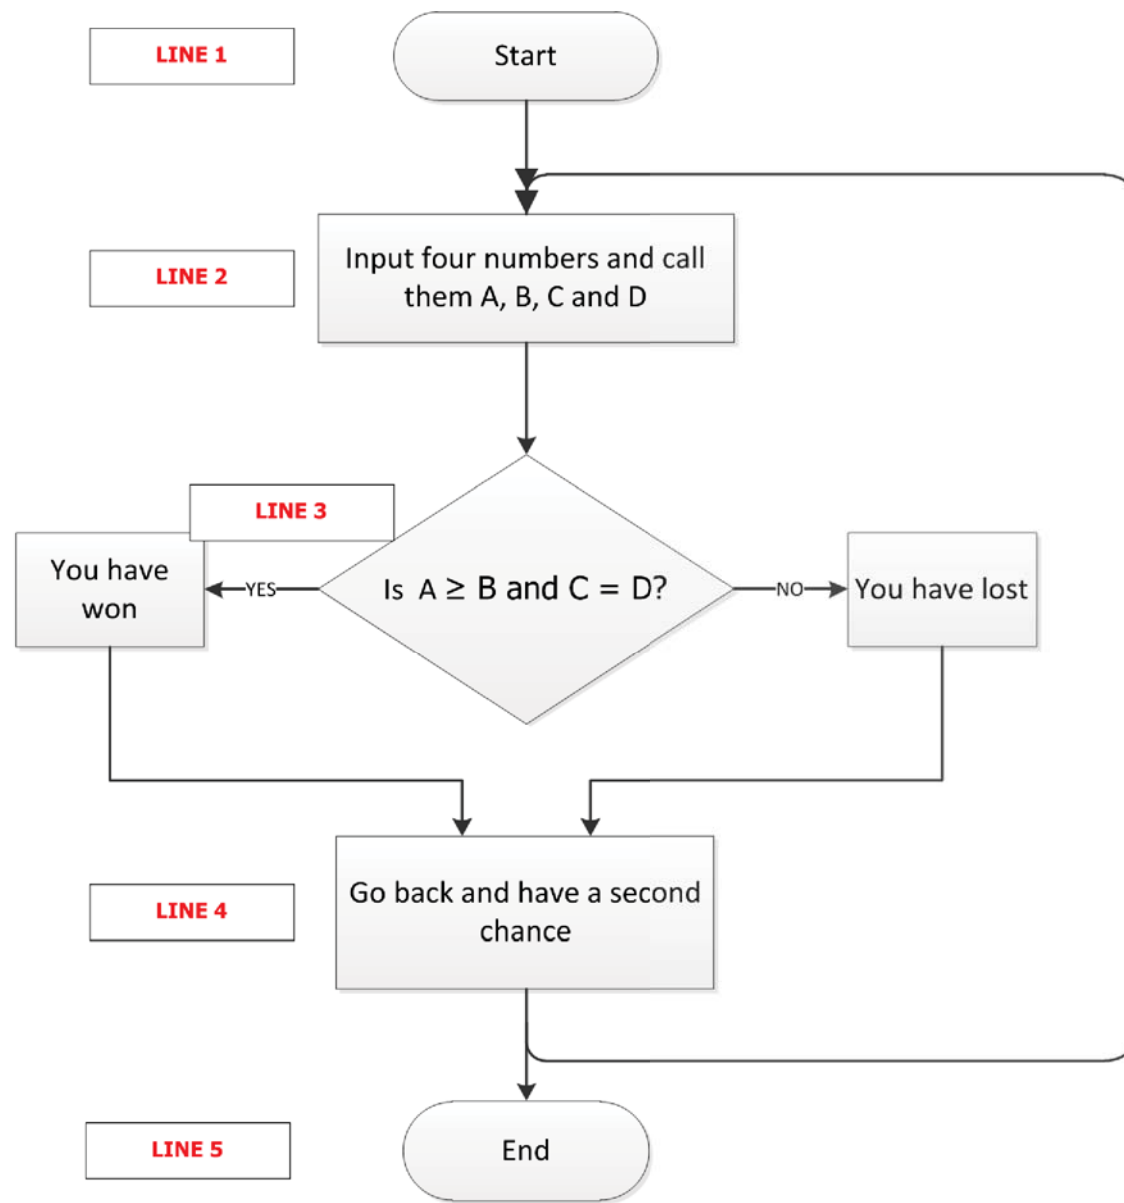 LINE 1
Start
LINE 2
Input four numbers and call
them A, B, C and D
LINE 3
You have
won
YES
Is A ≥ B and C = D?
NO
You have lost
LINE 4
Go back and have a second
chance
LINE 5
End